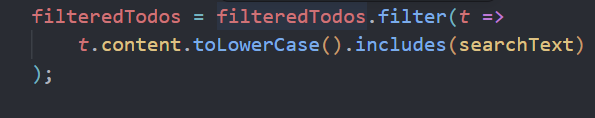 filteredTodos = filteredTodos.filter(t =>
    t.content.toLowerCase().includes(searchText)
);